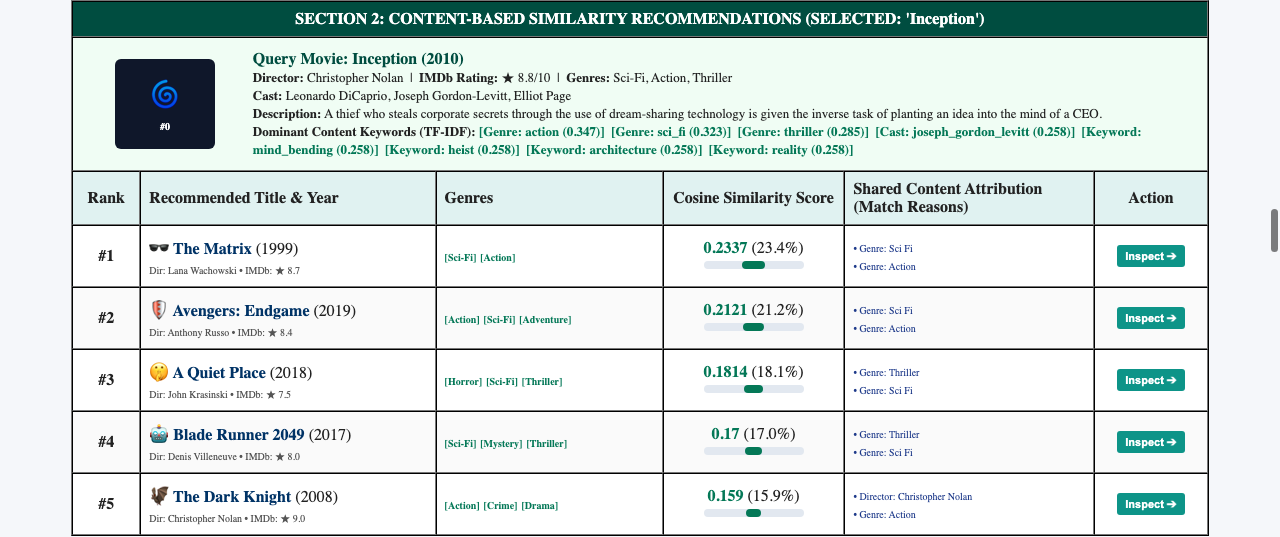 SECTION 2: CONTENT-BASED SIMILARITY RECOMMENDATIONS (SELECTED: 'Inception')
#0
Query Movie: Inception (2010)
Director: Christopher Nolan | IMDb Rating: ★ 8.8/10 | Genres: Sci-Fi, Action, Thriller
Cast: Leonardo DiCaprio, Joseph Gordon-Levitt, Elliot Page
Description: A thief who steals corporate secrets through the use of dream-sharing technology is given the inverse task of planting an idea into the mind of a CEO.
Dominant Content Keywords (TF-IDF): [Genre: action (0.347)] [Genre: sci_fi (0.323)] [Genre: thriller (0.285)] [Cast: joseph_gordon_levitt (0.258)] [Keyword:
mind_bending (0.258)] [Keyword: heist (0.258)] [Keyword: architecture (0.258)] [Keyword: reality (0.258)]
Rank
Recommended Title & Year
Genres
Cosine Similarity Score
Shared Content Attribution
(Match Reasons)
Action
#1
🕶️ The Matrix (1999)
Dir: Lana Wachowski • IMDb: ★ 8.7
[Sci-Fi] [Action]
0.2337 (23.4%)
• Genre: Sci Fi
• Genre: Action
Inspect ➔
#2
Avengers: Endgame (2019)
Dir: Anthony Russo • IMDb: ★ 8.4
[Action] [Sci-Fi] [Adventure]
0.2121 (21.2%)
• Genre: Sci Fi
• Genre: Action
Inspect ➔
#3
A Quiet Place (2018)
Dir: John Krasinski • IMDb: ★ 7.5
[Horror] [Sci-Fi] [Thriller]
0.1814 (18.1%)
• Genre: Thriller
• Genre: Sci Fi
Inspect ➔
#4
Blade Runner 2049 (2017)
Dir: Denis Villeneuve • IMDb: ★ 8.0
[Sci-Fi] [Mystery] [Thriller]
0.17 (17.0%)
• Genre: Thriller
• Genre: Sci Fi
Inspect ➔
#5
The Dark Knight (2008)
Dir: Christopher Nolan • IMDb: ★ 9.0
[Action] [Crime] [Drama]
0.159 (15.9%)
• Director: Christopher Nolan
• Genre: Action
Inspect ➔